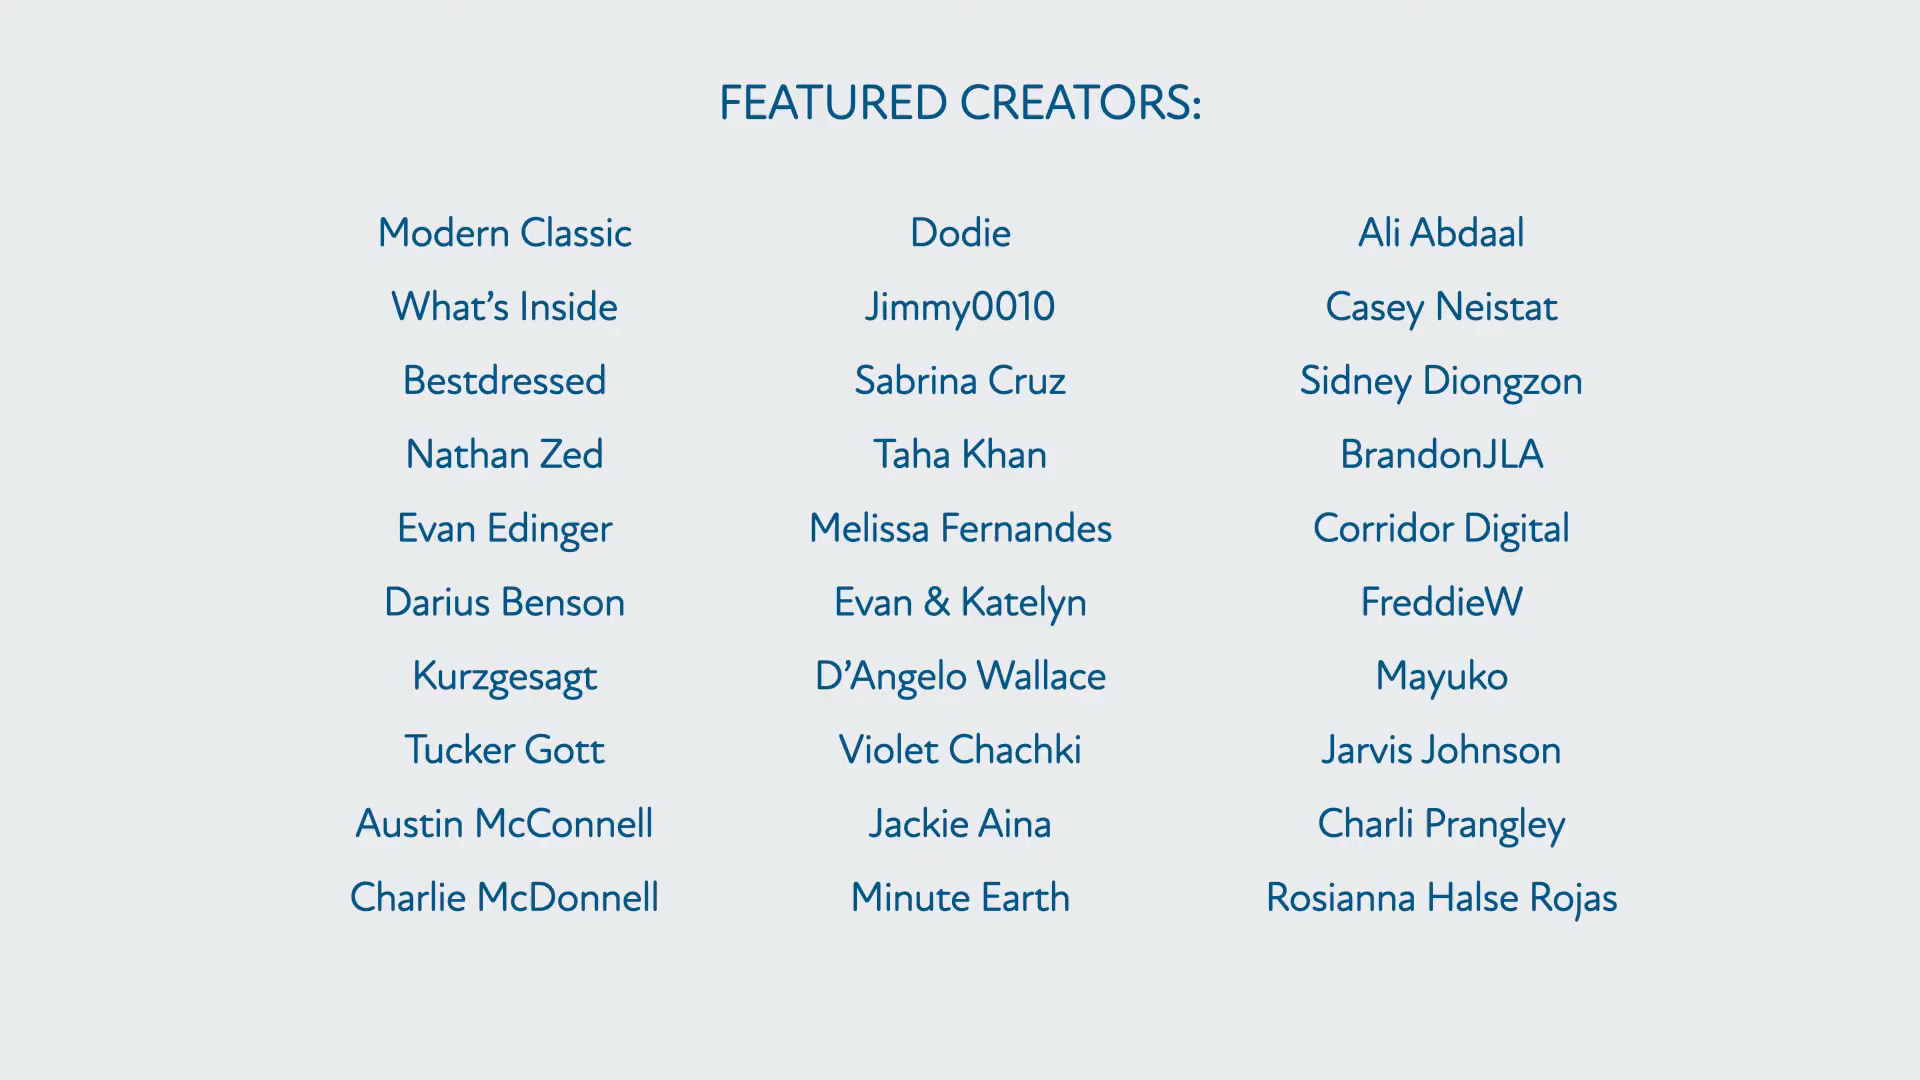 FEATURED CREATORS:
Modern Classic
What’s Inside
Bestdressed
Nathan Zed
Evan Edinger
Darius Benson
Kurzgesagt
Tucker Gott
Austin McConnell
Charlie McDonnell
Dodie
Jimmy0010
Sabrina Cruz
Taha Khan
Melissa Fernandes
Evan & Katelyn
D’Angelo Wallace
Violet Chachki
Jackie Aina
Minute Earth
Ali Abdaal
Casey Neistat
Sidney Diongzon
BrandonJLA
Corridor Digital
FreddieW
Mayuko
Jarvis Johnson
Charli Prangley
Rosianna Halse Rojas